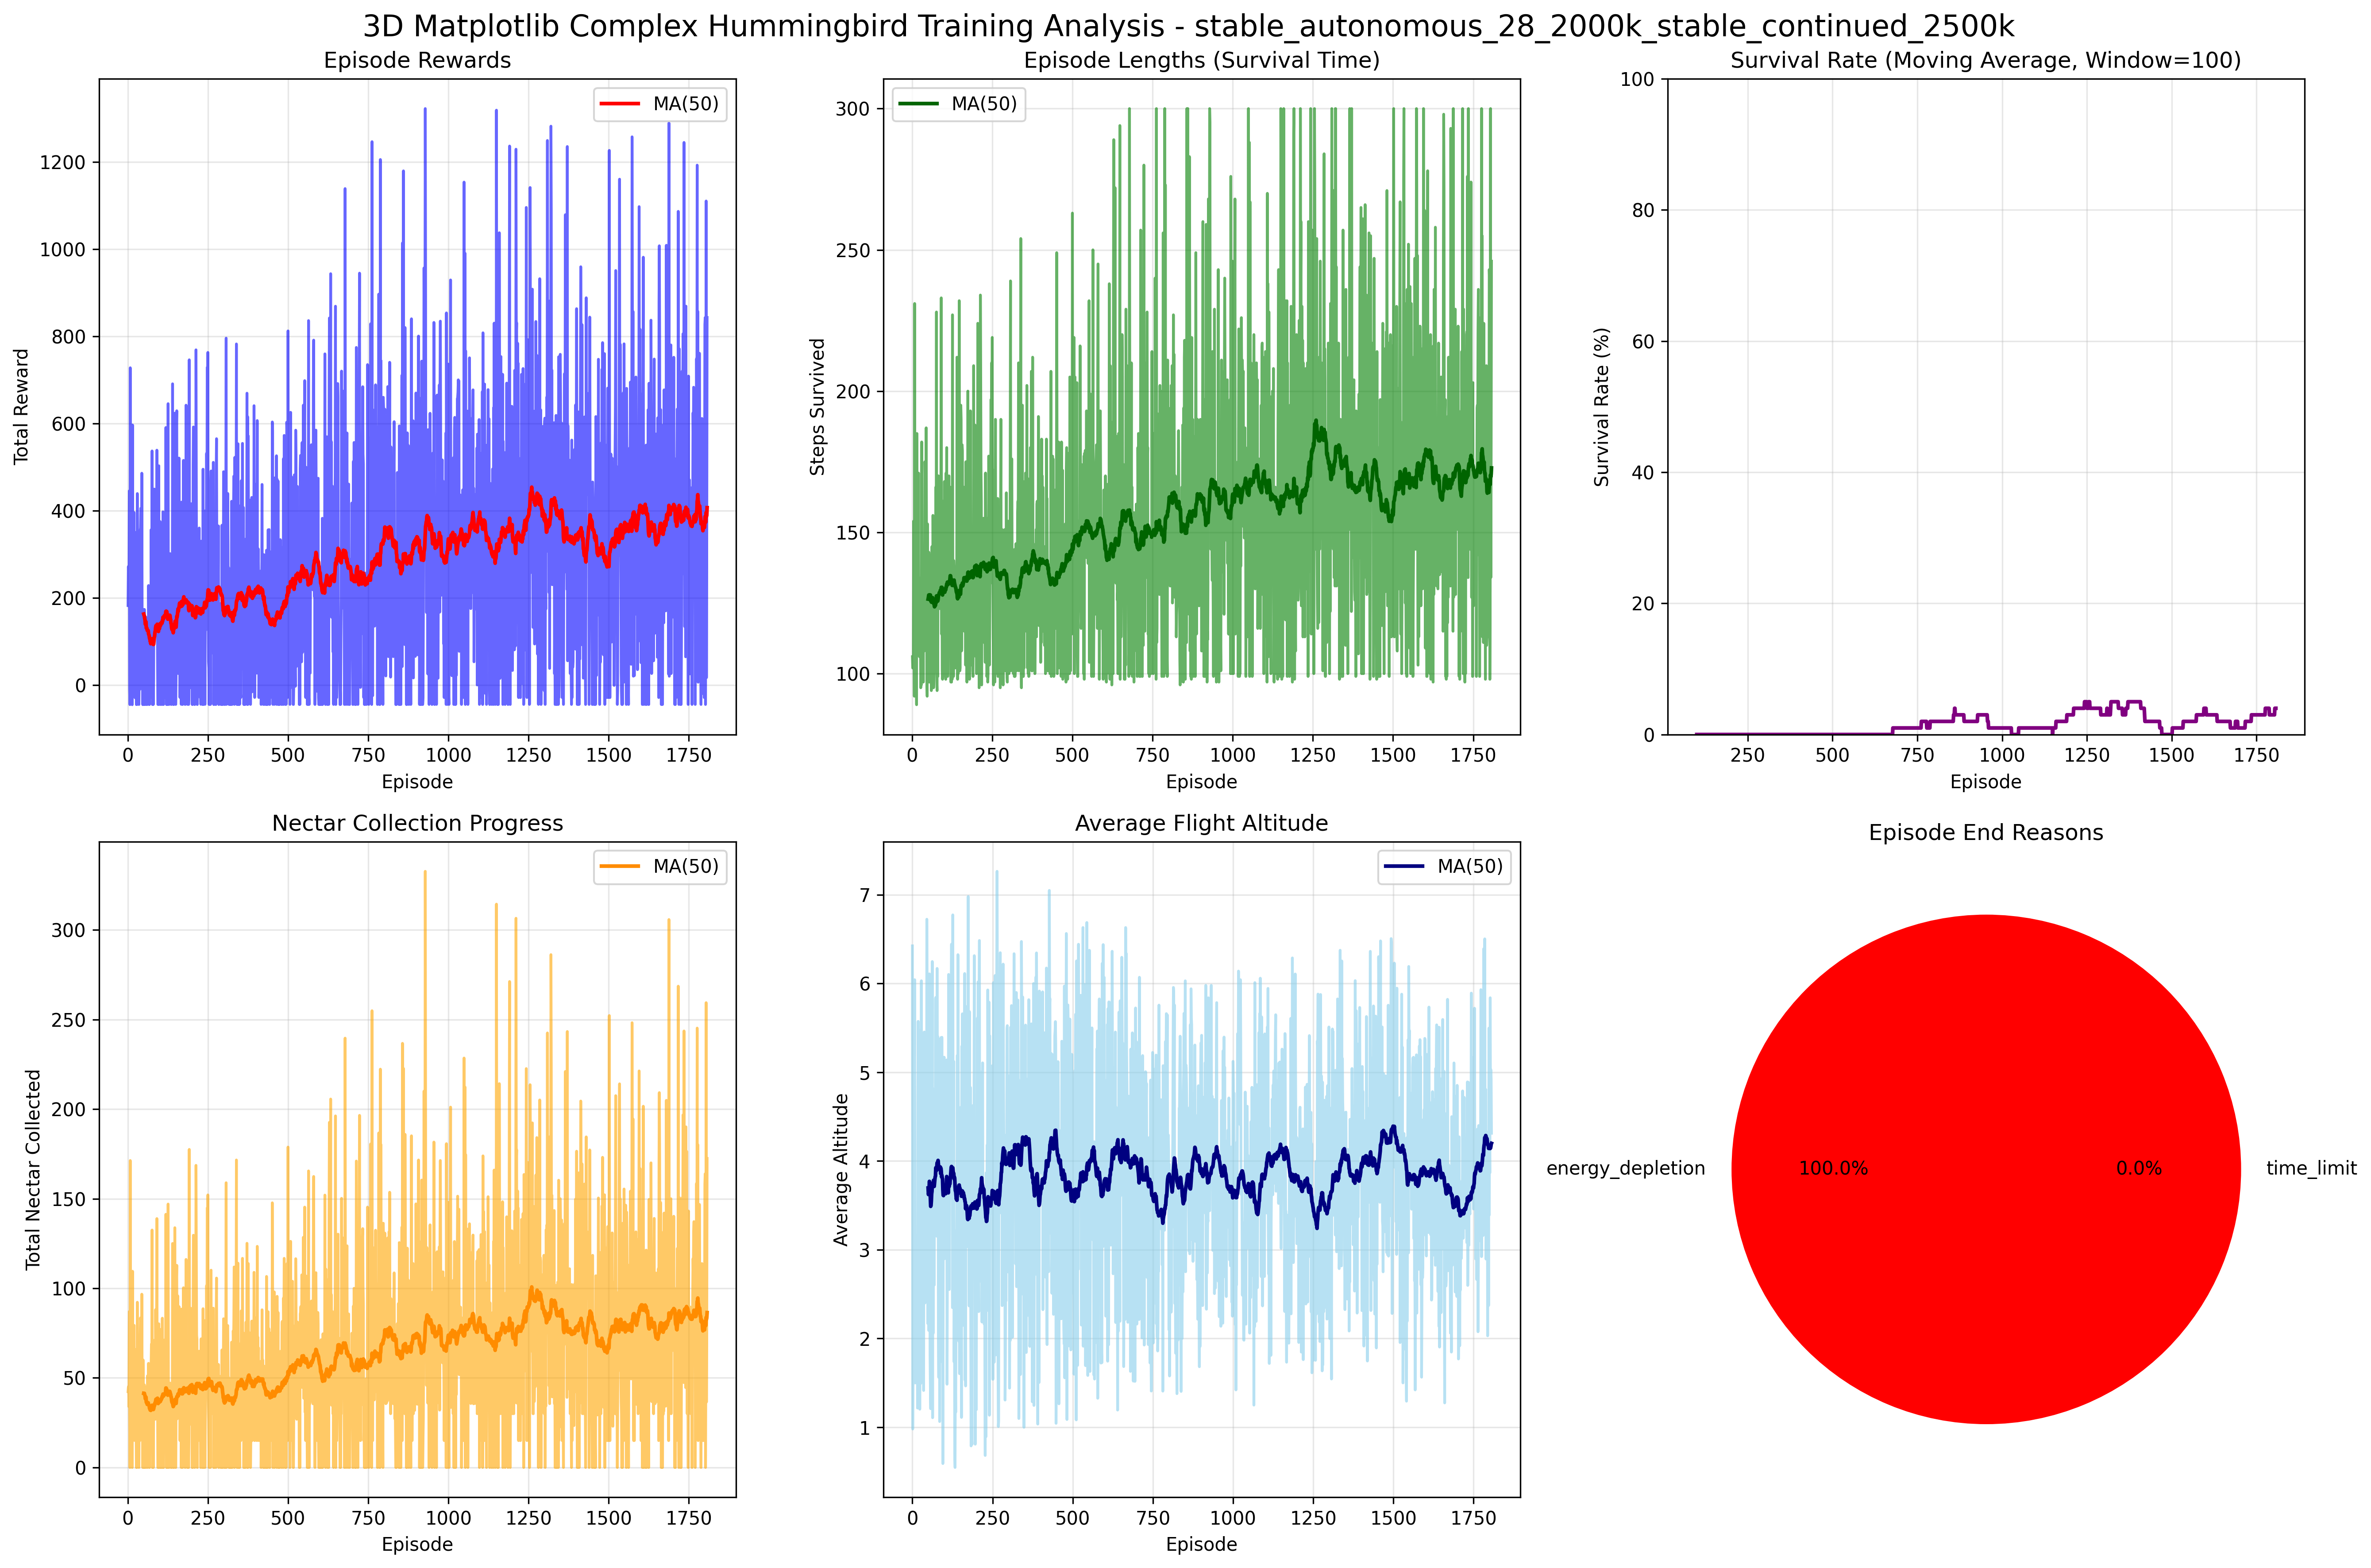 3D Matplotlib Complex Hummingbird Training Analysis - stable_autonomous_28_2000k_stable_continued_2500k
Episode Rewards
MA(50)
Total Reward
1200
1000
800
600
400
200
0
0 250 500 750 1000 1250 1500 1750
Episode
Episode Lengths (Survival Time)
MA(50)
Steps Survived
300
250
200
150
100
0 250 500 750 1000 1250 1500 1750
Episode
Survival Rate (Moving Average, Window=100)
Survival Rate (%)
100
80
60
40
20
0
250 500 750 1000 1250 1500 1750
Episode
Nectar Collection Progress
MA(50)
Total Nectar Collected
300
250
200
150
100
50
0
0 250 500 750 1000 1250 1500 1750
Episode
Average Flight Altitude
MA(50)
Average Altitude
7
6
5
4
3
2
1
0 250 500 750 1000 1250 1500 1750
Episode
Episode End Reasons
energy_depletion 100.0% 0.0% time_limit